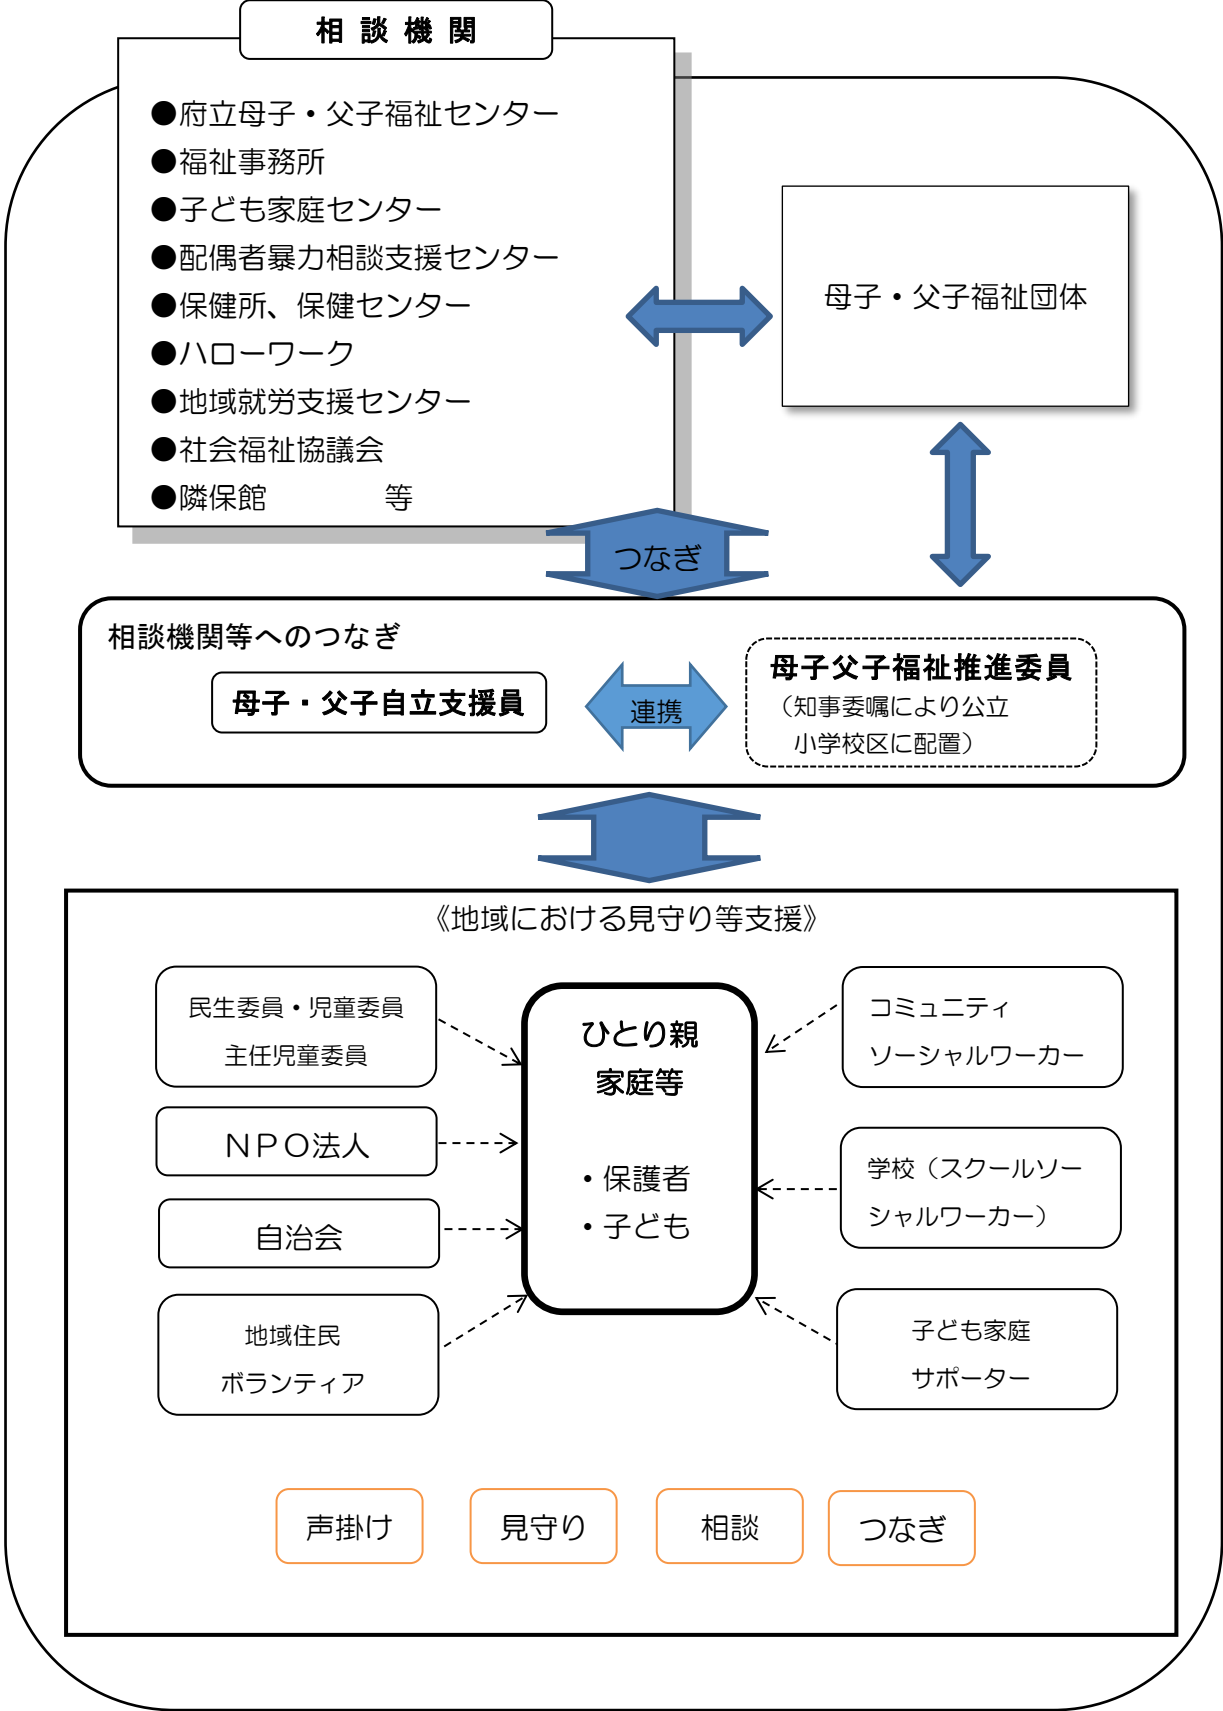 相 談 機 関
●府立母子・父子福祉センター
●福祉事務所
●子ども家庭センター
●配偶者暴力相談支援センター
●保健所、保健センター
●ハローワーク
●地域就労支援センター
●社会福祉協議会
●隣保館　　　　等
母子・父子福祉団体
つなぎ
相談機関等へのつなぎ
母子・父子自立支援員
連携
母子父子福祉推進委員
（知事委嘱により公立
小学校区に配置）
《地域における見守り等支援》
民生委員・児童委員
主任児童委員
ＮＰＯ法人
自治会
地域住民
ボランティア
ひとり親
家庭等
・保護者
・子ども
コミュニティ
ソーシャルワーカー
学校（スクールソー
シャルワーカー）
子ども家庭
サポーター
声掛け
見守り
相談
つなぎ